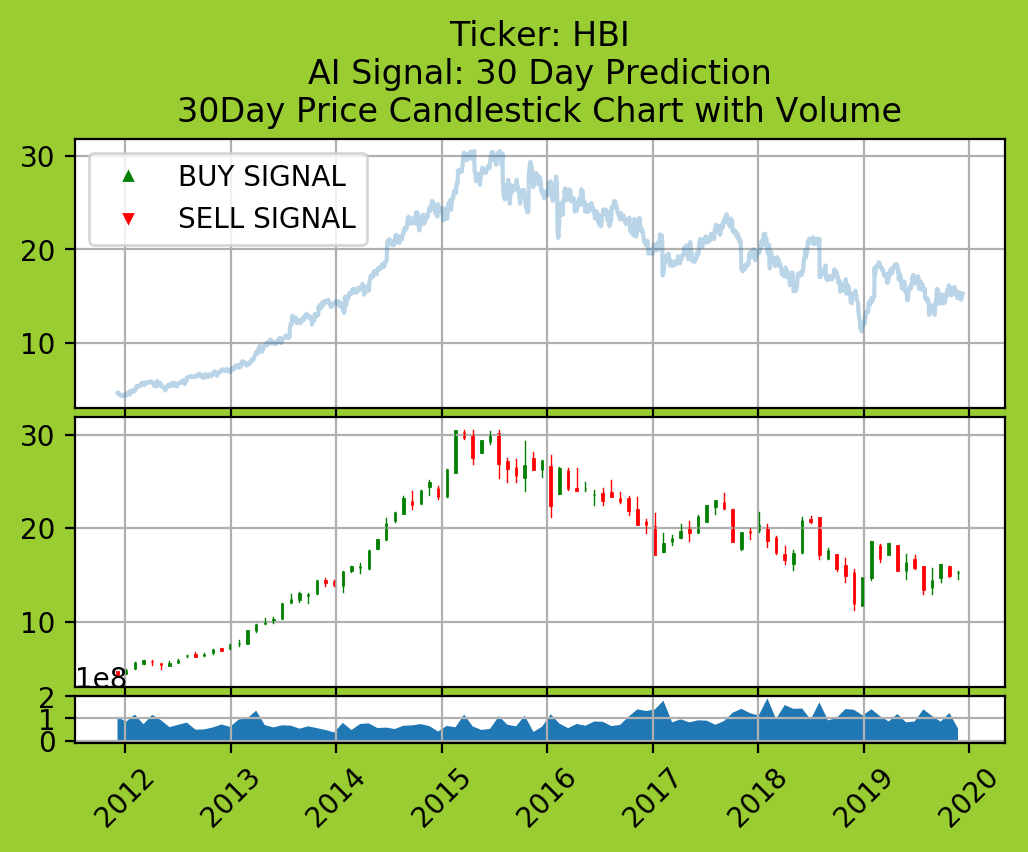 Ticker: HBI
AI Signal: 30 Day Prediction
30Day Price Candlestick Chart with Volume
30
20
10
BUY SIGNAL
SELL SIGNAL
30
20
10
1e8
2
1
0
2012 2013 2014 2015 2016 2017 2018 2019 2020